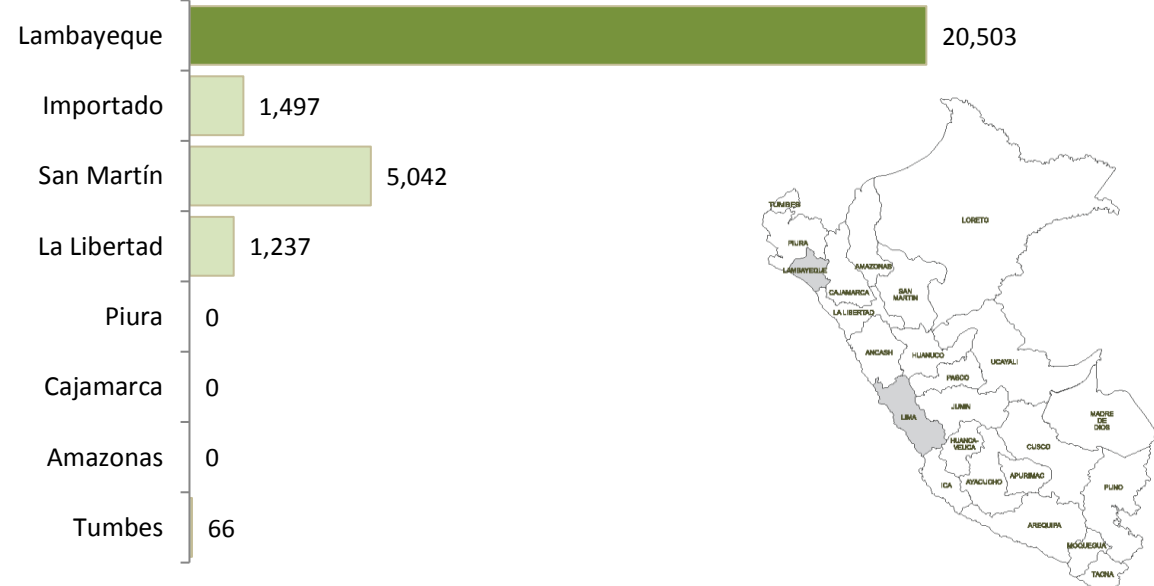 Lambayeque 20,503
Importado 1,497
San Martín 5,042
La Libertad 1,237
Piura 0
Cajamarca 0
Amazonas 0
Tumbes 66
TUMBES
PIURA
LORETO
LAMBAYEQUE
AMAZONAS
CAJAMARCA
SAN
MARTIN
LA LIBERTAD
ANCASH
HUANUCO
UCAYALI
PASCO
LIMA
JUNIN
MADRE
DE
DIOS
HUANCA-
VELICA
CUSCO
ICA
AYACUCHO
APURIMAC
PUNO
AREQUIPA
MOQUEGUA
TACNA